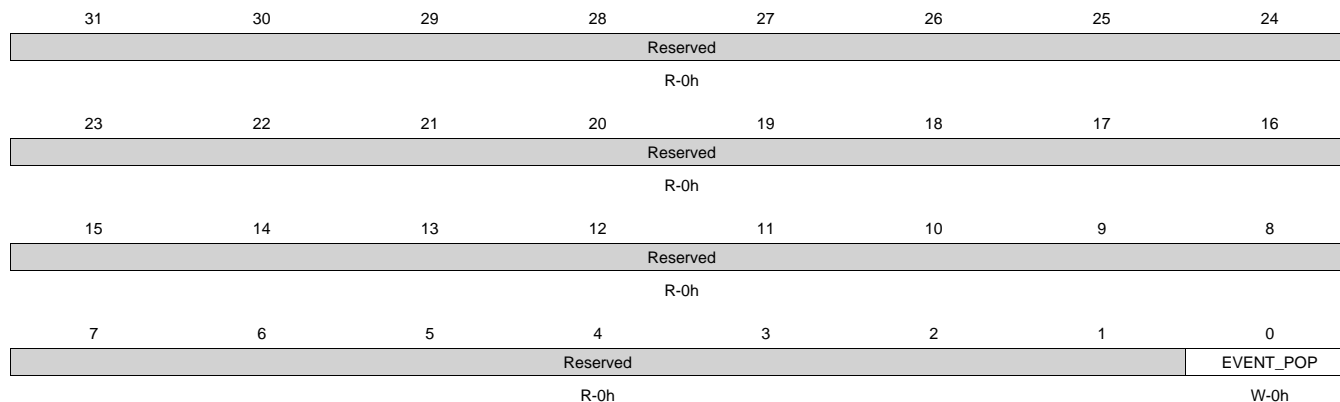 31 30 29 28 27 26 25 24
Reserved
R-0h
23 22 21 20 19 18 17 16
Reserved
R-0h
15 14 13 12 11 10 9 8
Reserved
R-0h
7 6 5 4 3 2 1 0
Reserved EVENT_POP
R-0h W-0h